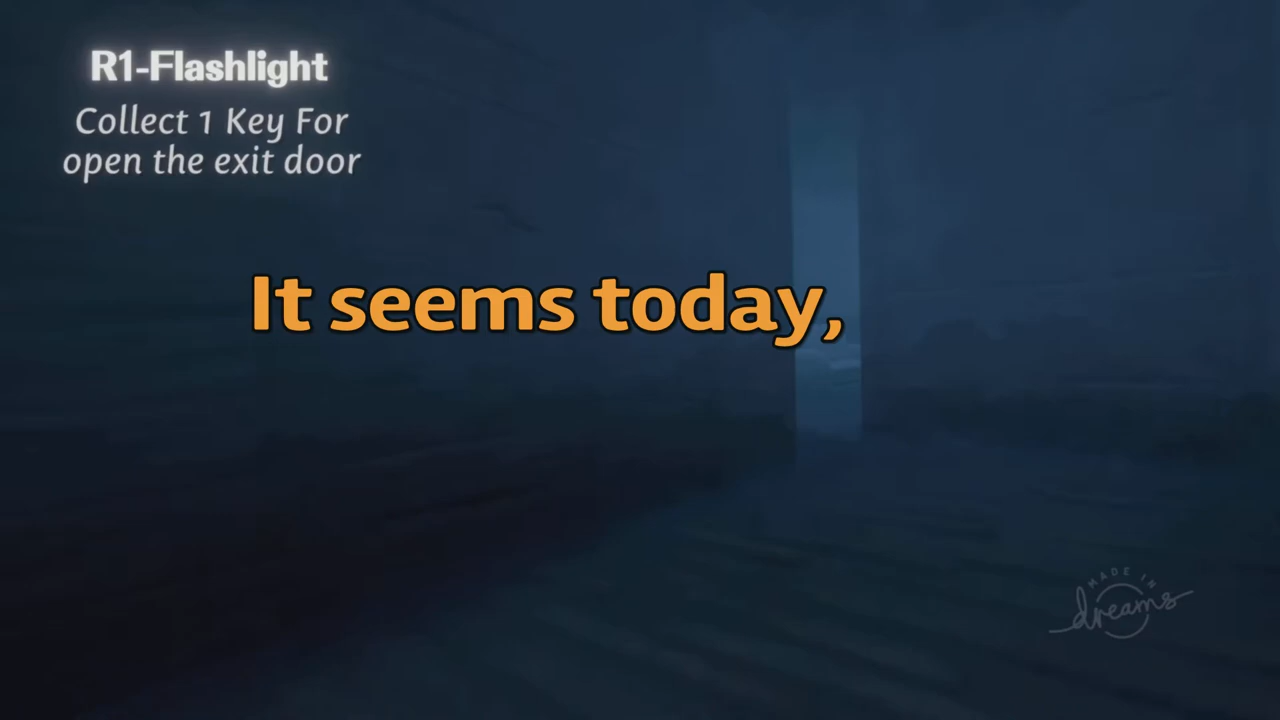 R1-Flashlight
Collect 1 Key For
open the exit door
It seems today,
MADE IN
dreams